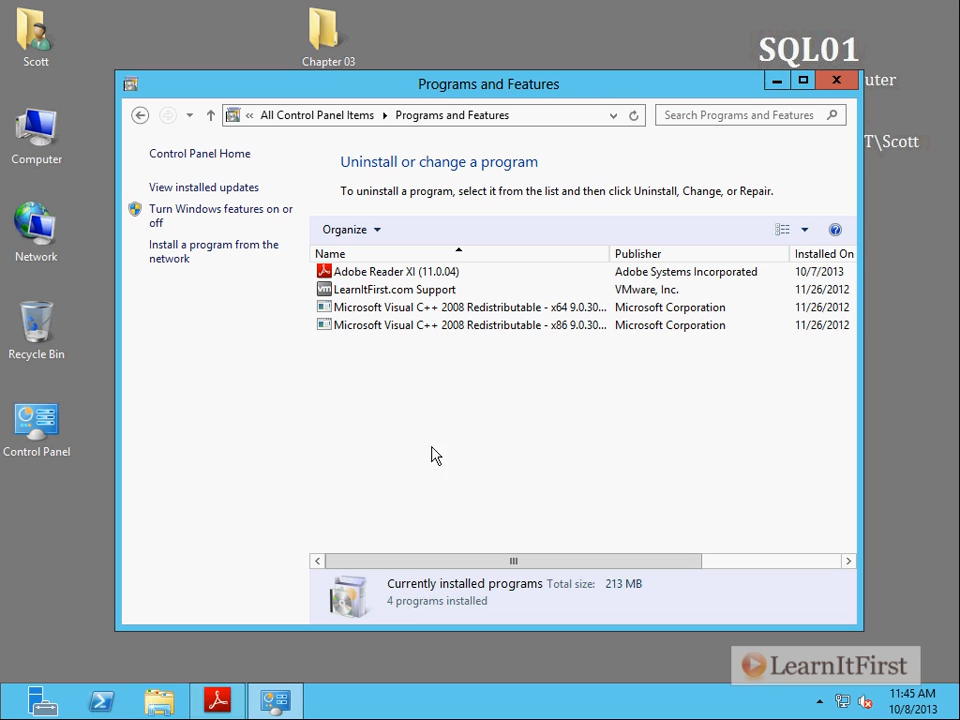 Scott
Chapter 03
SQL01
uter
T\Scott
Computer
Network
Recycle Bin
Control Panel
Programs and Features
« All Control Panel Items ▸ Programs and Features
Search Programs and Features
Control Panel Home
View installed updates
Turn Windows features on or
off
Install a program from the
network
Uninstall or change a program
To uninstall a program, select it from the list and then click Uninstall, Change, or Repair.
Organize
Name Publisher Installed On
Adobe Reader XI (11.0.04) Adobe Systems Incorporated 10/7/2013
vm LearnItFirst.com Support VMware, Inc. 11/26/2012
Microsoft Visual C++ 2008 Redistributable - x64 9.0.30... Microsoft Corporation 11/26/2012
Microsoft Visual C++ 2008 Redistributable - x86 9.0.30... Microsoft Corporation 11/26/2012
Currently installed programs Total size: 213 MB
4 programs installed
LearnItFirst
11:45 AM
10/8/2013